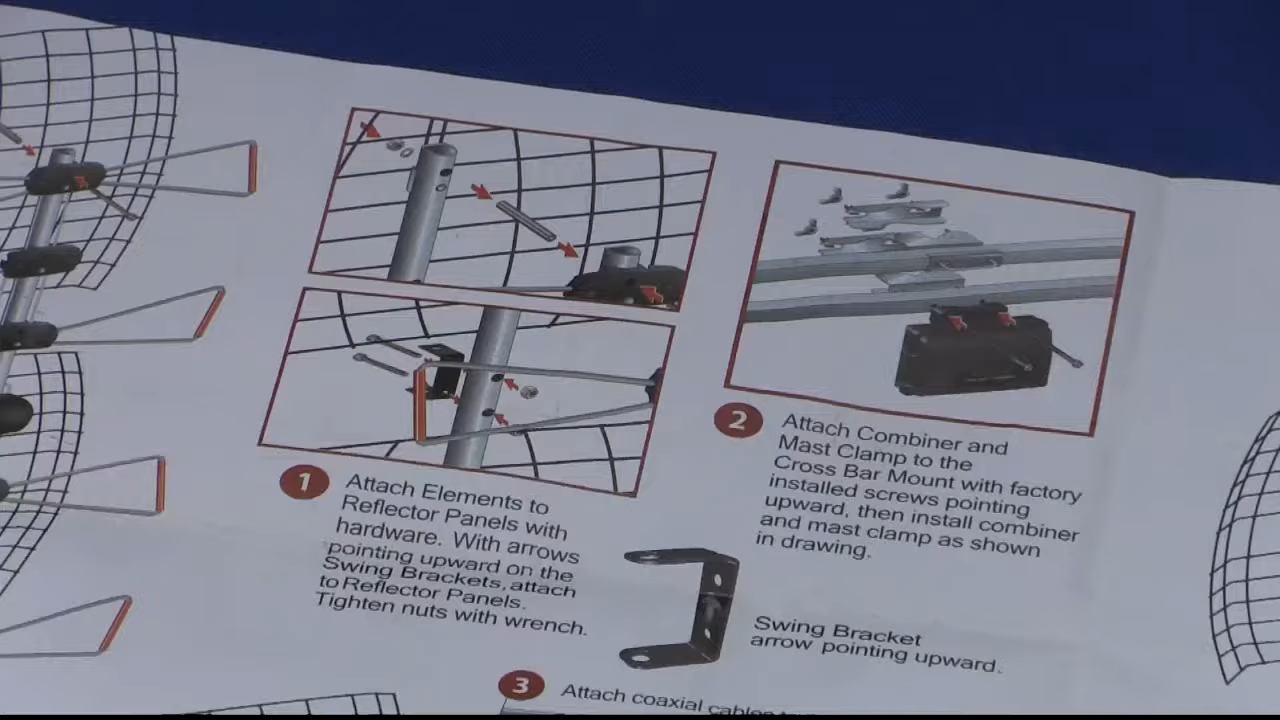 1
Attach Elements to
Reflector Panels with
hardware. With arrows
pointing upward on the
Swing Brackets, attach
to Reflector Panels.
Tighten nuts with wrench.
2
Attach Combiner and
Mast Clamp to the
Cross Bar Mount with factory
installed screws pointing
upward, then install combiner
and mast clamp as shown
in drawing.
Swing Bracket
arrow pointing upward.
3
Attach coaxial cables